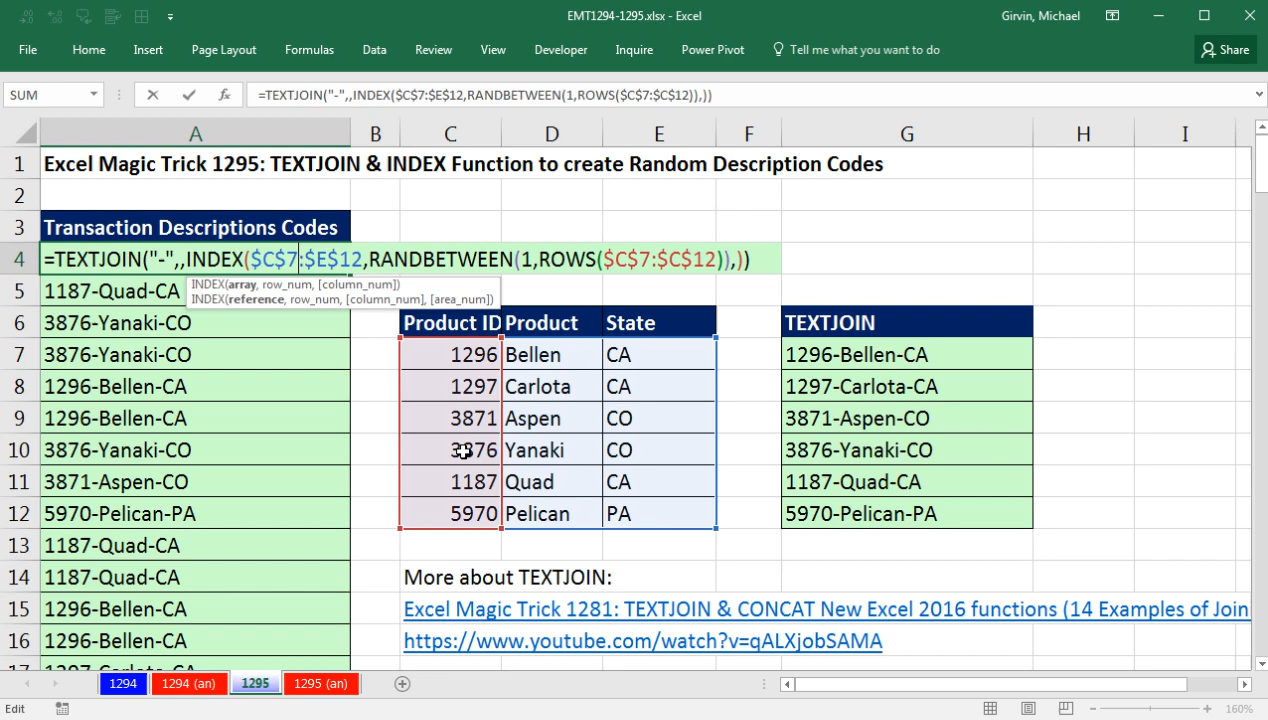 EMT1294-1295.xlsx - Excel
Girvin, Michael
File Home Insert Page Layout Formulas Data Review View Developer Inquire Power Pivot Tell me what you want to do Share
SUM fx =TEXTJOIN("-",,INDEX($C$7:$E$12,RANDBETWEEN(1,ROWS($C$7:$C$12)),))
A B C D E F G H I
1 Excel Magic Trick 1295: TEXTJOIN & INDEX Function to create Random Description Codes
2
3 Transaction Descriptions Codes
4 =TEXTJOIN("-",,INDEX($C$7:$E$12,RANDBETWEEN(1,ROWS($C$7:$C$12)),))
INDEX(array, row_num, [column_num])
INDEX(reference, row_num, [column_num], [area_num])
5 1187-Quad-CA
6 3876-Yanaki-CO Product ID Product State TEXTJOIN
7 3876-Yanaki-CO 1296 Bellen CA 1296-Bellen-CA
8 1296-Bellen-CA 1297 Carlota CA 1297-Carlota-CA
9 1296-Bellen-CA 3871 Aspen CO 3871-Aspen-CO
10 3876-Yanaki-CO 3876 Yanaki CO 3876-Yanaki-CO
11 3871-Aspen-CO 1187 Quad CA 1187-Quad-CA
12 5970-Pelican-PA 5970 Pelican PA 5970-Pelican-PA
13 1187-Quad-CA
14 1187-Quad-CA More about TEXTJOIN:
15 1296-Bellen-CA Excel Magic Trick 1281: TEXTJOIN & CONCAT New Excel 2016 functions (14 Examples of Join
16 1296-Bellen-CA https://www.youtube.com/watch?v=qALXjobSAMA
17 1297-Carlota-CA
1294 1294 (an) 1295 1295 (an)
Edit 160%